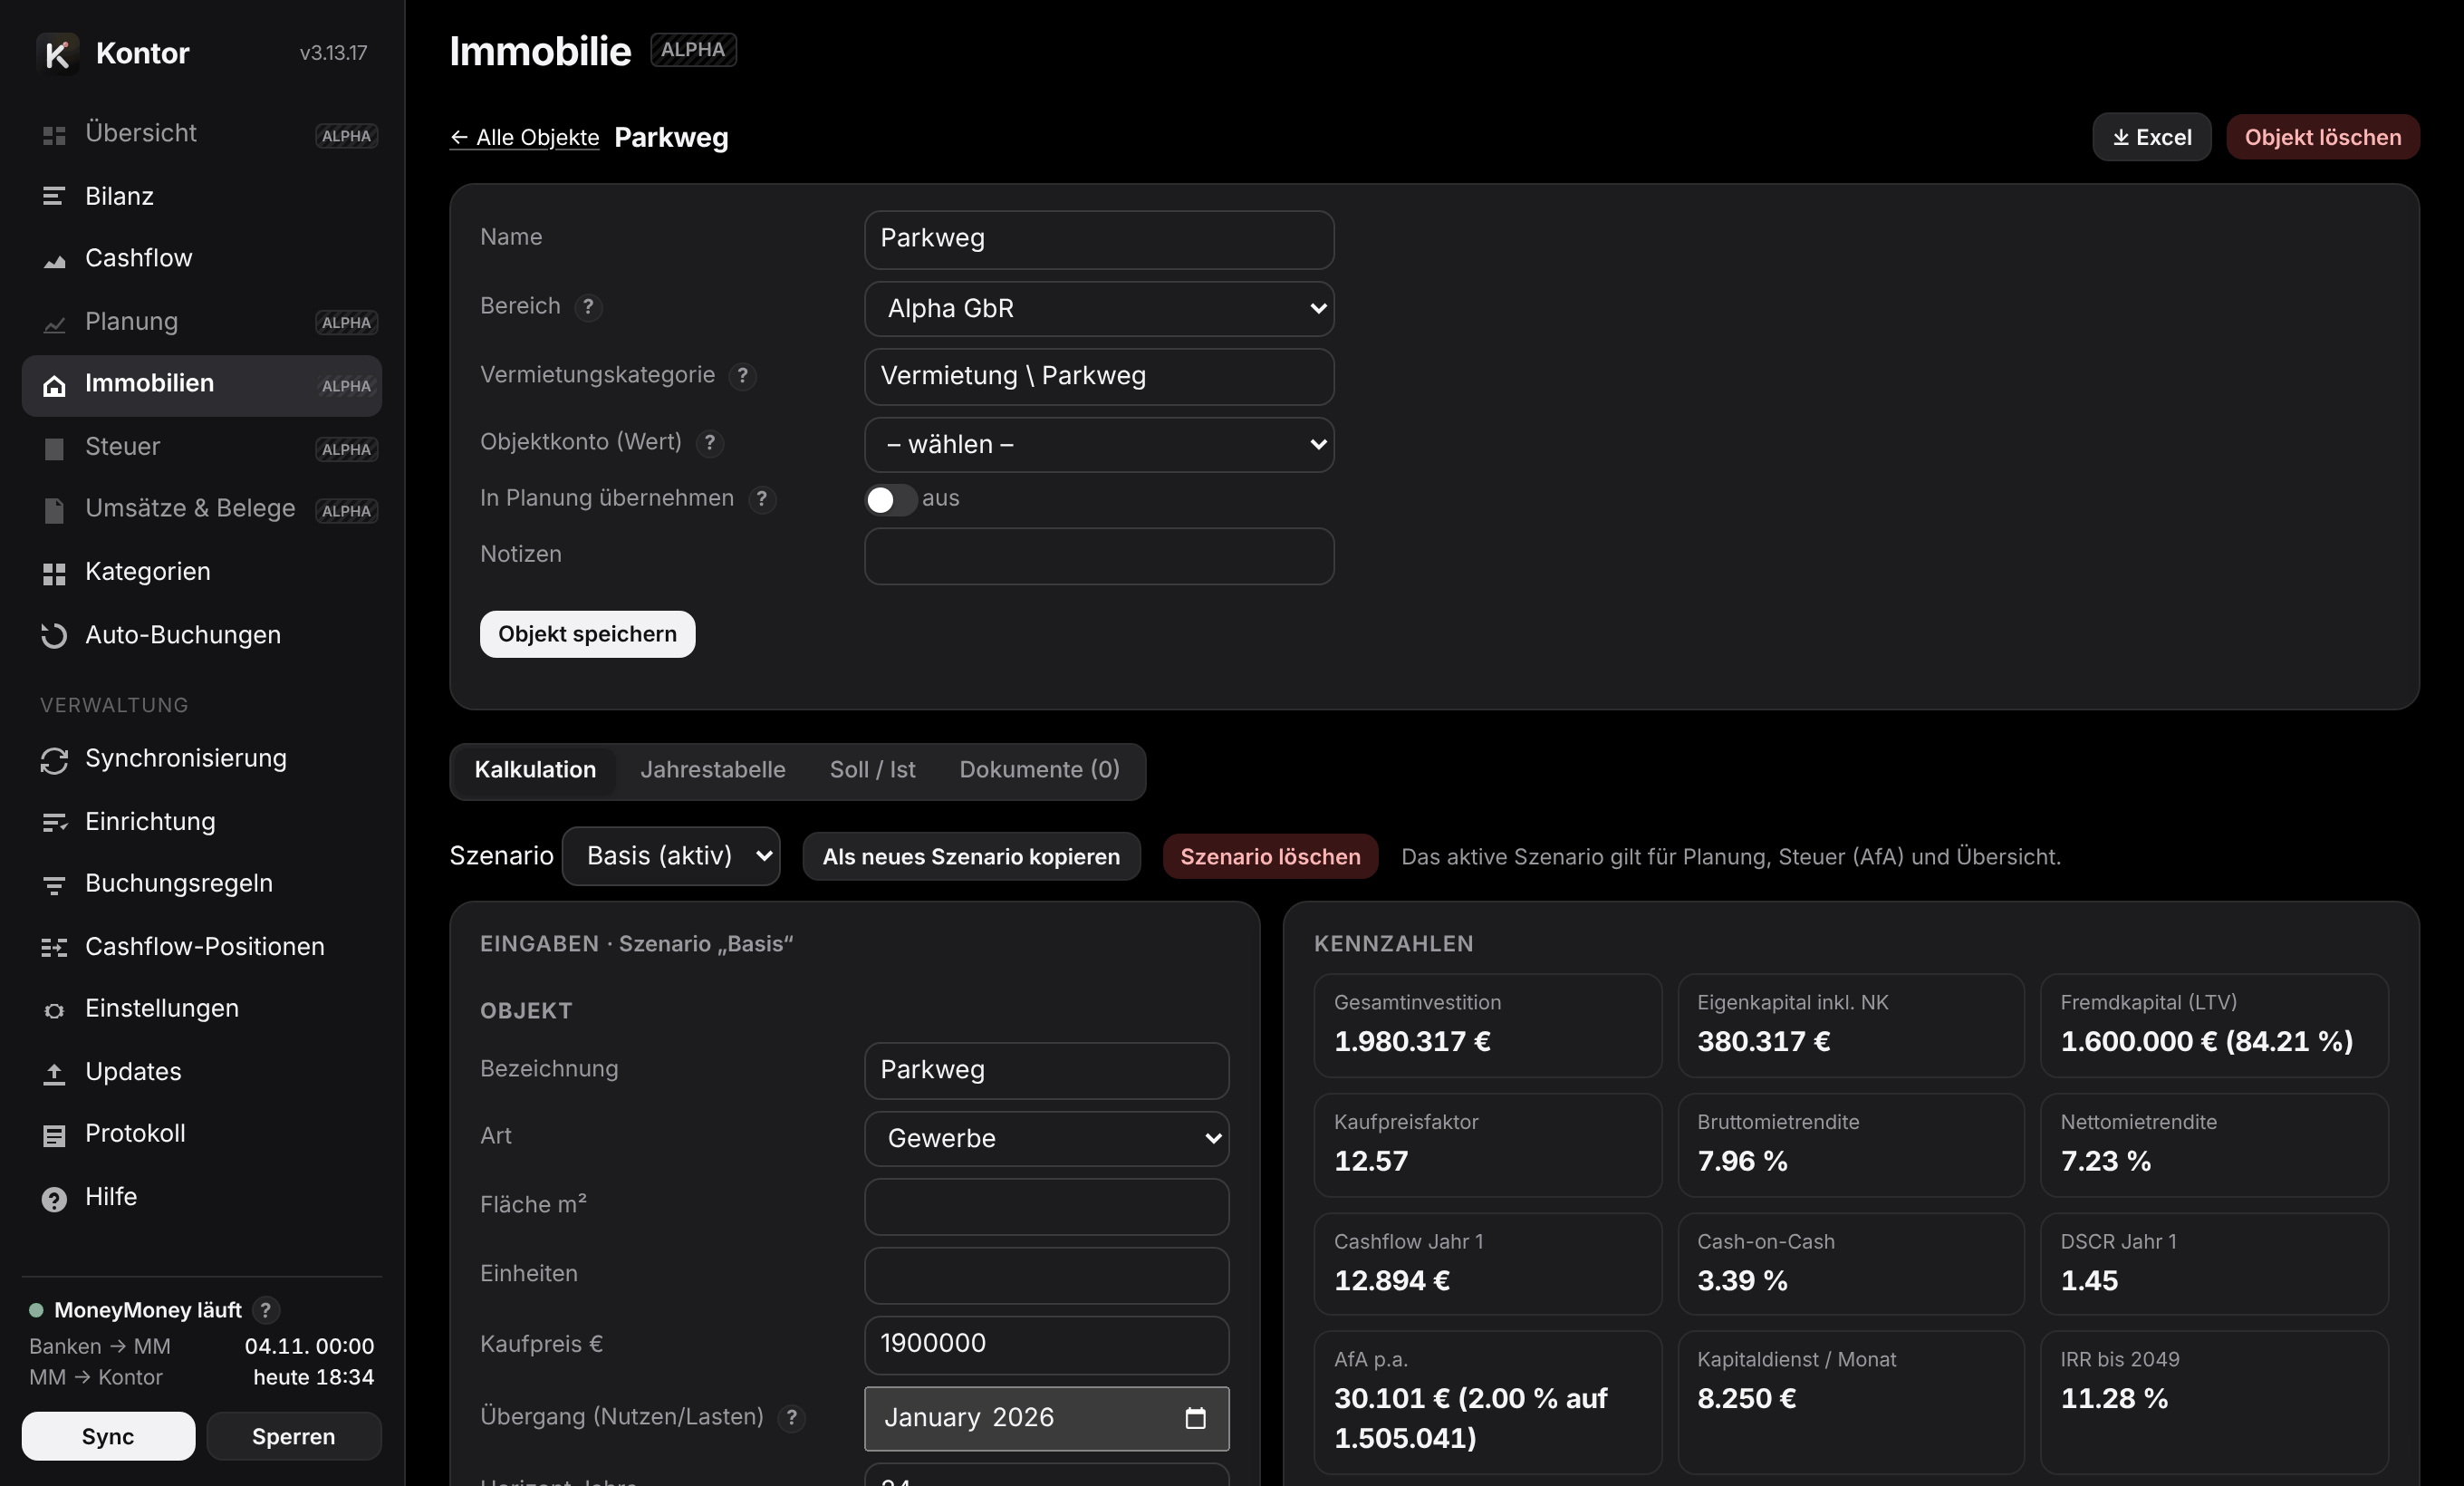 Kontor
v3.13.17
Übersicht ALPHA
Bilanz
Cashflow
Planung ALPHA
Immobilien ALPHA
Steuer ALPHA
Umsätze & Belege ALPHA
Kategorien
Auto-Buchungen
VERWALTUNG
Synchronisierung
Einrichtung
Buchungsregeln
Cashflow-Positionen
Einstellungen
Updates
Protokoll
Hilfe
MoneyMoney läuft ?
Banken → MM 04.11. 00:00
MM → Kontor heute 18:34
Sync Sperren
Immobilie ALPHA
← Alle Objekte Parkweg
Excel Objekt löschen
Name Parkweg
Bereich ? Alpha GbR
Vermietungskategorie ? Vermietung \ Parkweg
Objektkonto (Wert) ? – wählen –
In Planung übernehmen ? aus
Notizen
Objekt speichern
Kalkulation Jahrestabelle Soll / Ist Dokumente (0)
Szenario Basis (aktiv) Als neues Szenario kopieren Szenario löschen Das aktive Szenario gilt für Planung, Steuer (AfA) und Übersicht.
EINGABEN · Szenario „Basis“
OBJEKT
Bezeichnung Parkweg
Art Gewerbe
Fläche m²
Einheiten
Kaufpreis € 1900000
Übergang (Nutzen/Lasten) ? January 2026
KENNZAHLEN
Gesamtinvestition
1.980.317 €
Eigenkapital inkl. NK
380.317 €
Fremdkapital (LTV)
1.600.000 € (84.21 %)
Kaufpreisfaktor
12.57
Bruttomietrendite
7.96 %
Nettomietrendite
7.23 %
Cashflow Jahr 1
12.894 €
Cash-on-Cash
3.39 %
DSCR Jahr 1
1.45
AfA p.a.
30.101 € (2.00 % auf
1.505.041)
Kapitaldienst / Monat
8.250 €
IRR bis 2049
11.28 %